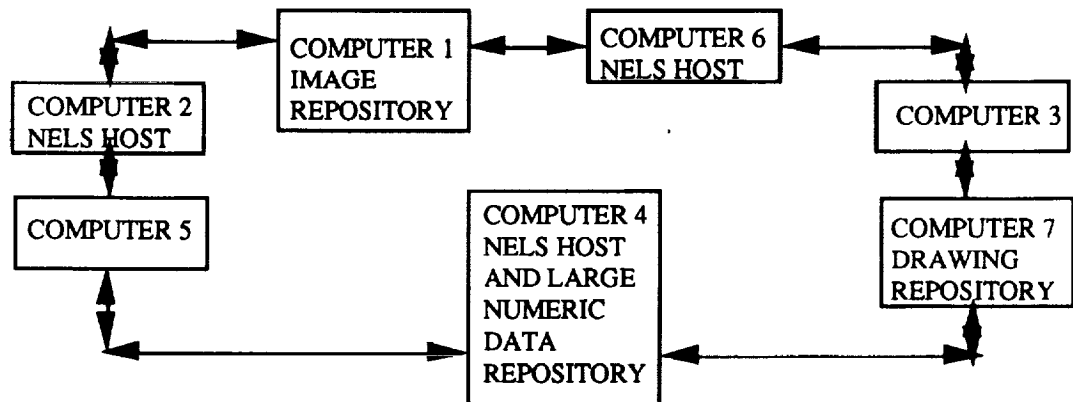 COMPUTER 1
IMAGE
REPOSITORY
COMPUTER 6
NELS HOST
COMPUTER 2
NELS HOST
COMPUTER 3
COMPUTER 5
COMPUTER 4
NELS HOST
AND LARGE
NUMERIC
DATA
REPOSITORY
COMPUTER 7
DRAWING
REPOSITORY